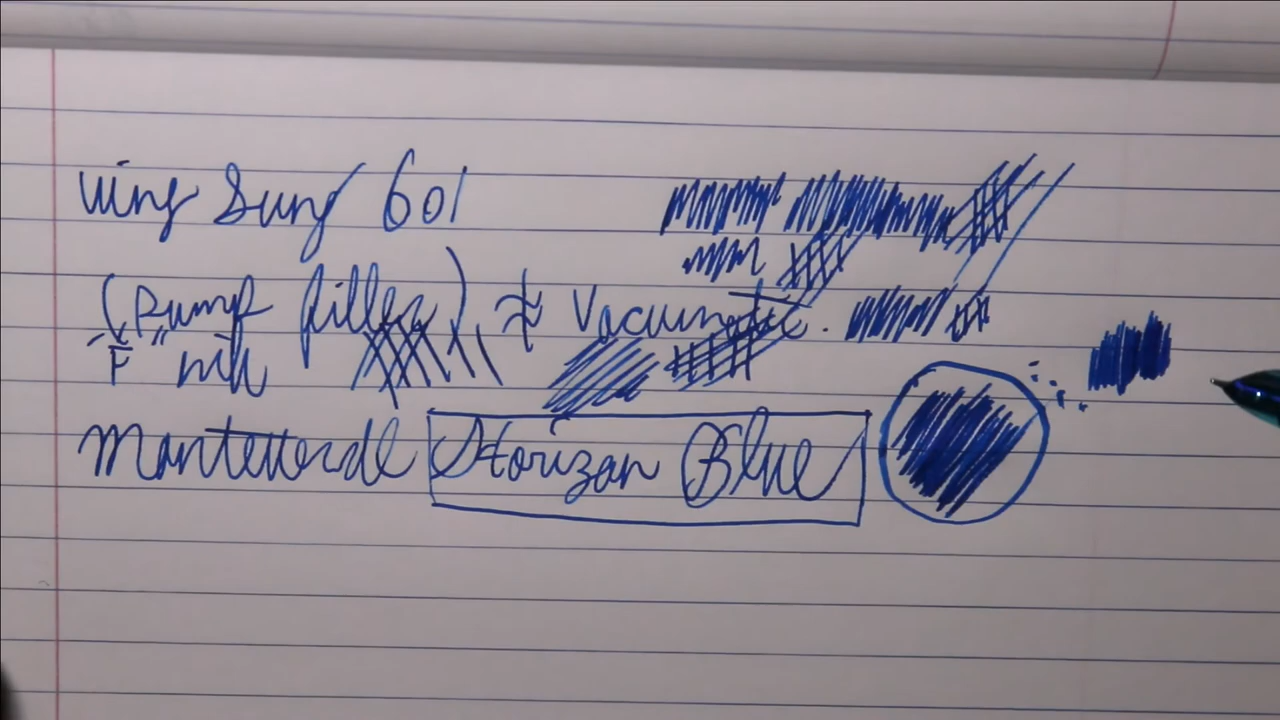 Wing Sung 601
(Pump filler) ≈ Vacumatic.
"F" nib
Monteverde Horizon Blue